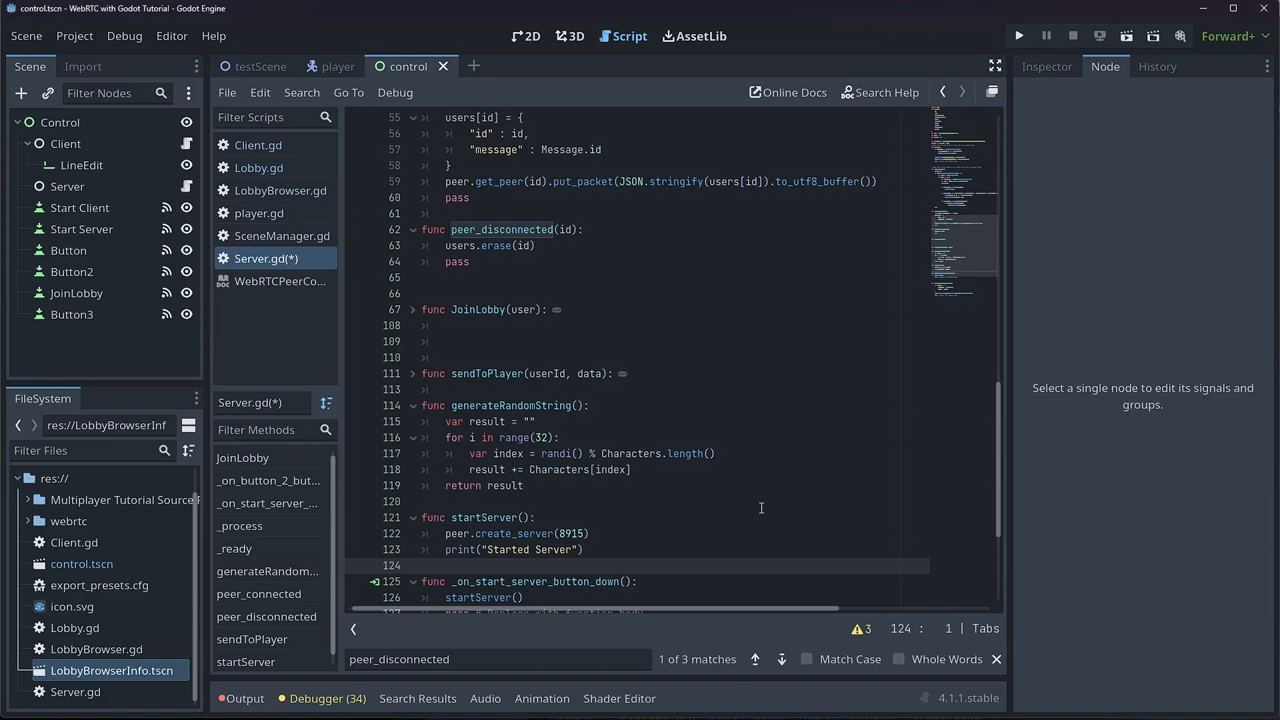 control.tscn - WebRTC with Godot Tutorial - Godot Engine
Scene Project Debug Editor Help
2D 3D Script AssetLib
Forward+
Scene Import
Filter Nodes
Control
Client
LineEdit
Server
Start Client
Start Server
Button
Button2
JoinLobby
Button3
FileSystem
res://LobbyBrowserInf
Filter Files
res://
Multiplayer Tutorial Source
webrtc
Client.gd
control.tscn
export_presets.cfg
icon.svg
Lobby.gd
LobbyBrowser.gd
LobbyBrowserInfo.tscn
Server.gd
testScene player control
File Edit Search Go To Debug
Online Docs Search Help
Filter Scripts
Client.gd
Lobby.gd
LobbyBrowser.gd
player.gd
SceneManager.gd
Server.gd(*)
WebRTCPeerCo...
Server.gd(*)
Filter Methods
JoinLobby
_on_button_2_but...
_on_start_server_...
_process
_ready
generateRandom...
peer_connected
peer_disconnected
sendToPlayer
startServer
55 users[id] = {
56 "id" : id,
57 "message" : Message.id
58 }
59 peer.get_peer(id).put_packet(JSON.stringify(users[id]).to_utf8_buffer())
60 pass
61
62 func peer_disconnected(id):
63 users.erase(id)
64 pass
65
66
67 func JoinLobby(user):
108
109
110
111 func sendToPlayer(userId, data):
113
114 func generateRandomString():
115 var result = ""
116 for i in range(32):
117 var index = randi() % Characters.length()
118 result += Characters[index]
119 return result
120
121 func startServer():
122 peer.create_server(8915)
123 print("Started Server")
124
125 func _on_start_server_button_down():
126 startServer()
127 pass # Replace with function body
3 124 : 1 | Tabs
peer_disconnected 1 of 3 matches Match Case Whole Words
Output Debugger (34) Search Results Audio Animation Shader Editor 4.1.1.stable
Inspector Node History
Select a single node to edit its signals and
groups.